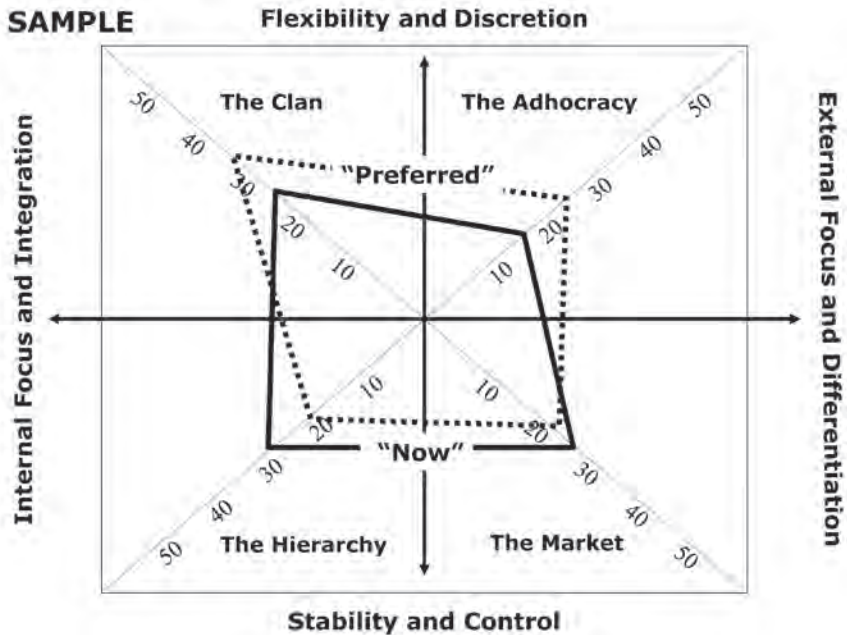 SAMPLE
Flexibility and Discretion
The Clan
The Adhocracy
50
40
30
20
10
50
40
30
20
10
"Preferred"
Internal Focus and Integration
External Focus and Differentiation
10
20
30
40
50
10
20
30
40
50
"Now"
The Hierarchy
The Market
Stability and Control